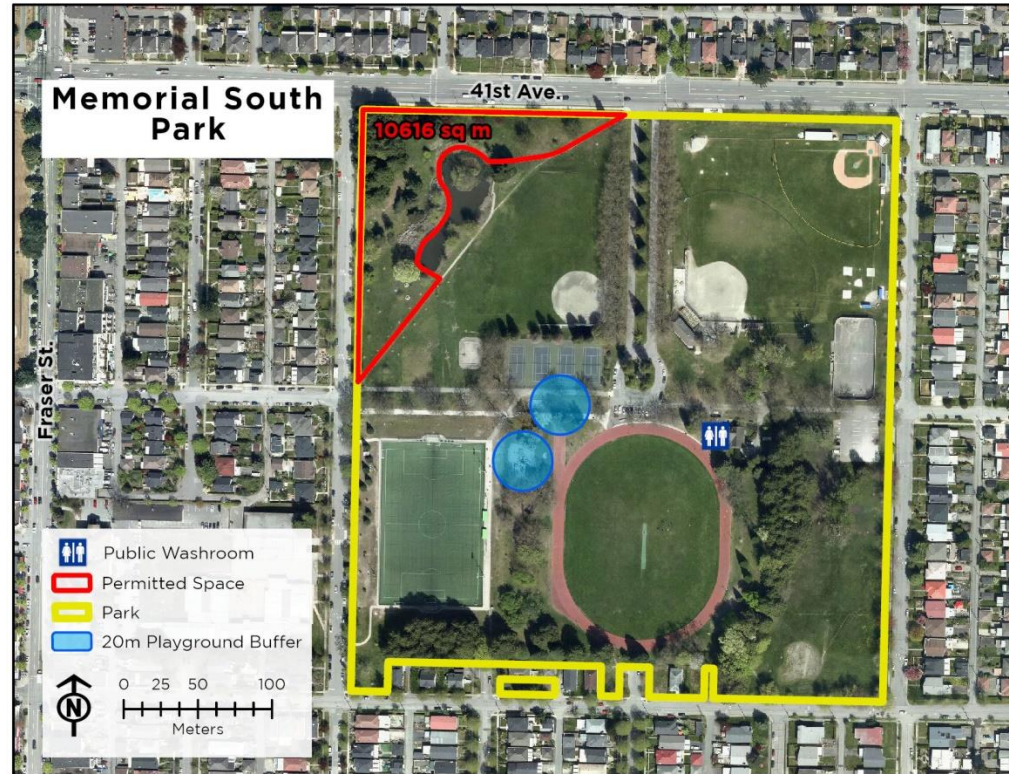 Memorial South
Park
41st Ave.
10616 sq m
Fraser St.
Public Washroom
Permitted Space
Park
20m Playground Buffer
N
0 25 50 100
Meters